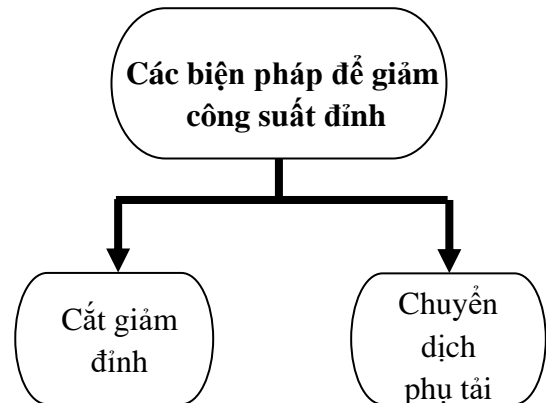 Các biện pháp để giảm
công suất đỉnh
Cắt giảm
đỉnh
Chuyển
dịch
phụ tải